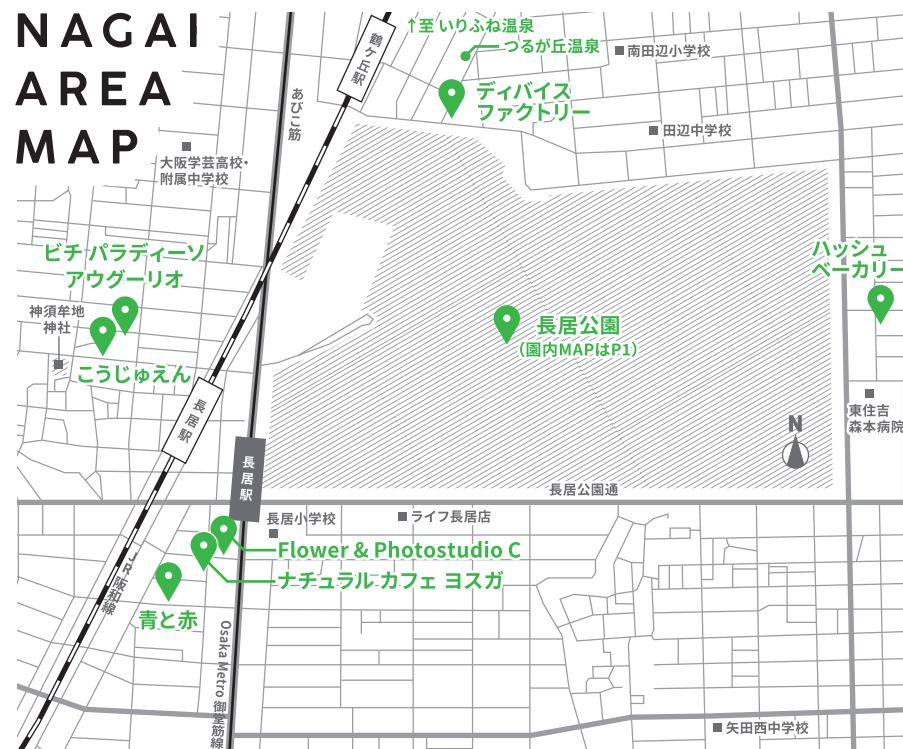 NAGAI
AREA
MAP
↑至 いりふね温泉
つるが丘温泉
鶴ケ丘駅
南田辺小学校
ディバイス
ファクトリー
あびこ筋
田辺中学校
大阪学芸高校・
附属中学校
ビチ パラディーソ
アウグーリオ
ハッシュ
ベーカリー
神須牟地
神社
長居公園
(園内MAPはP1)
こうじゅえん
長居駅
東住吉
森本病院
N
長居駅
長居公園通
長居小学校
ライフ長居店
Flower & Photostudio C
ナチュラル カフェ ヨスガ
JR阪和線
青と赤
Osaka Metro 御堂筋線
矢田西中学校